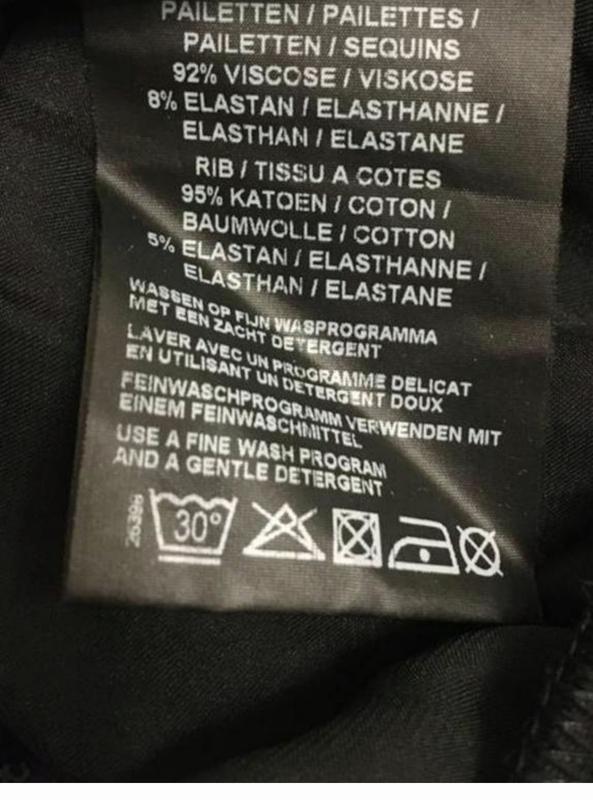 PAILETTEN / PAILETTES /
PAILETTEN / SEQUINS
92% VISCOSE / VISKOSE
8% ELASTAN / ELASTHANNE /
ELASTHAN / ELASTANE
RIB / TISSU A COTES
95% KATOEN / COTON /
BAUMWOLLE / COTTON
5% ELASTAN / ELASTHANNE /
ELASTHAN / ELASTANE
WASSEN OP FIJN WASPROGRAMMA
MET EEN ZACHT DETERGENT
LAVER AVEC UN PROGRAMME DELICAT
EN UTILISANT UN DETERGENT DOUX
FEINWASCHPROGRAMM VERWENDEN MIT
EINEM FEINWASCHMITTEL
USE A FINE WASH PROGRAM
AND A GENTLE DETERGENT
30°